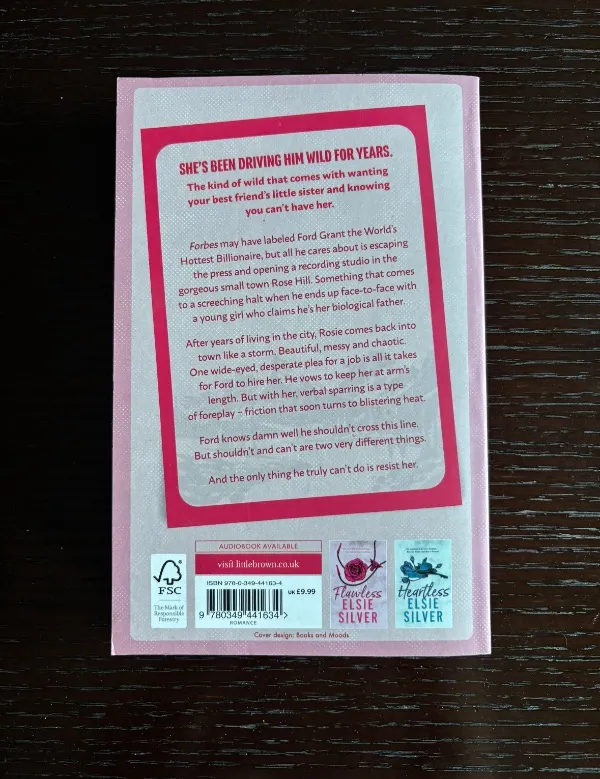 SHE'S BEEN DRIVING HIM WILD FOR YEARS.
The kind of wild that comes with wanting
your best friend's little sister and knowing
you can't have her.
Forbes may have labeled Ford Grant the World's
Hottest Billionaire, but all he cares about is escaping
the press and opening a recording studio in the
gorgeous small town Rose Hill. Something that comes
to a screeching halt when he ends up face-to-face with
a young girl who claims he's her biological father.
After years of living in the city, Rosie comes back into
town like a storm. Beautiful, messy and chaotic.
One wide-eyed, desperate plea for a job is all it takes
for Ford to hire her. He vows to keep her at arm's
length. But with her, verbal sparring is a type
of foreplay – friction that soon turns to blistering heat.
Ford knows damn well he shouldn't cross this line.
But shouldn't and can't are two very different things.
And the only thing he truly can't do is resist her.
FSC
The Mark of
Responsible
Forestry
AUDIOBOOK AVAILABLE
visit littlebrown.co.uk
ISBN 978-0-349-44163-4
9 780349 441634 >
ROMANCE
UK £9.99
Flawless
ELSIE
SILVER
Heartless
ELSIE
SILVER
Cover design: Books and Moods